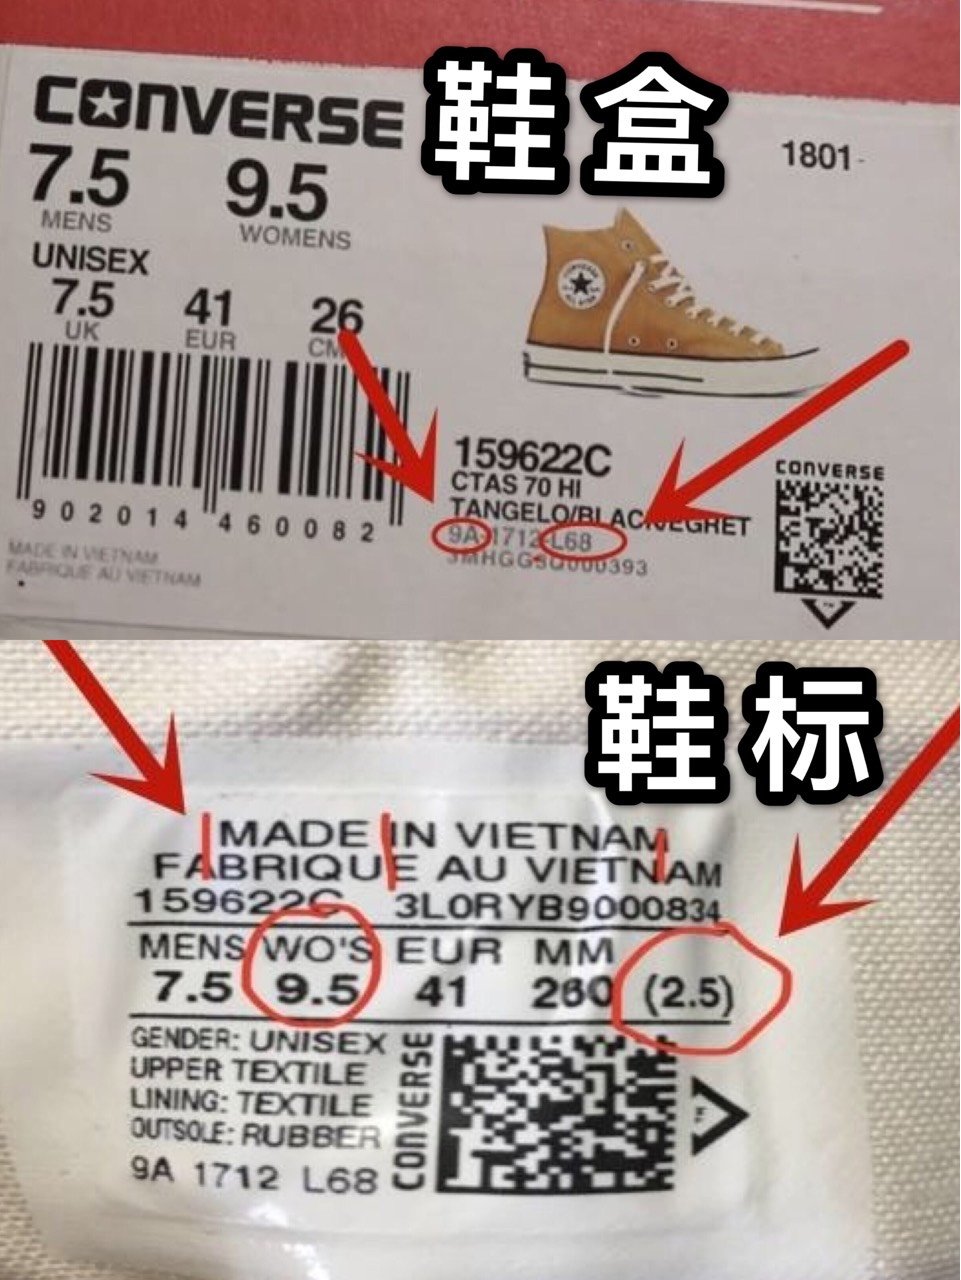 鞋盒
CONVERSE
1801-
7.5 9.5
MENS WOMENS
UNISEX
7.5 41 26
UK EUR CM
902014 460082
MADE IN VIETNAM
FABRIQUE AU VIETNAM
159622C
CTAS 70 HI
TANGELO/BLACK/EGRET
9A-1712-L68
CONVERSE
鞋标
MADE IN VIETNAM
FABRIQUE AU VIETNAM
159622C 3L0RYB9000834
MENS WO'S EUR MM
7.5 9.5 41 260 (2.5)
GENDER: UNISEX
UPPER TEXTILE
LINING: TEXTILE
OUTSOLE: RUBBER
9A 1712 L68
CONVERSE